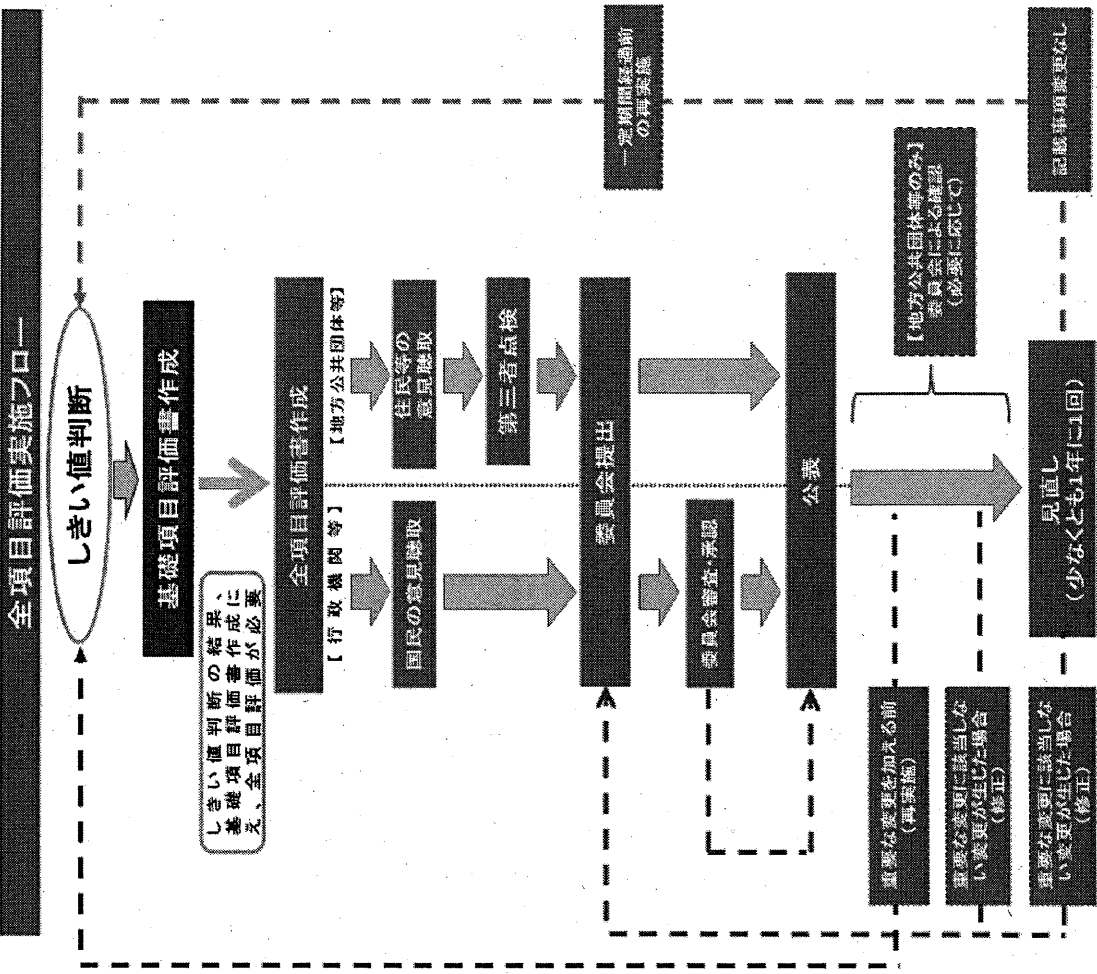 全項目評価実施フロー
しきい値判断
基礎項目評価書作成
しきい値判断の結果、
基礎項目評価書作成に
え、全項目評価が必要
全項目評価書作成
【行政機関等】
【地方公共団体等】
国民の意見聴取
住民等の
意見聴取
第三者点検
委員会提出
委員会審査・承認
公表
重要な変更を加える前
（再実施）
重要な変更に該当しな
い変更が生じた場合
（修正）
【地方公共団体等のみ】
委員会による確認
（必要に応じて）
見直し
（少なくとも1年に1回）
重要な変更に該当しな
い変更が生じた場合
（修正）
記載事項変更なし
一定期間経過前
の再実施